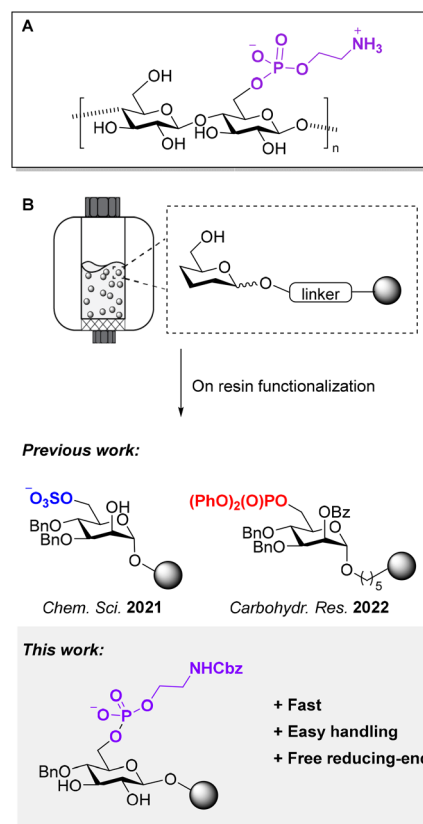 A
O
⁻O
P
O
NH₃⁺
O
OH
O
HO
OH
O
O
HO
OH
O
n
B
OH
O
O
linker
On resin functionalization
Previous work:
⁻O₃SO
OH
BnO
BnO
O
O
(PhO)₂(O)PO
OBz
BnO
BnO
O
O
5
Chem. Sci. 2021
Carbohydr. Res. 2022
This work:
NHCbz
O
⁻O
P
O
O
+ Fast
+ Easy handling
+ Free reducing-end
BnO
HO
O
OH
O